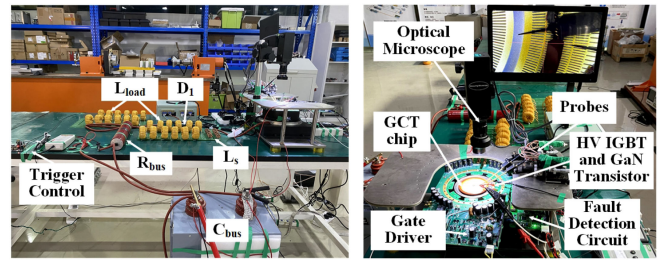 L_load
D_1
Trigger
Control
R_bus
L_s
C_bus
Optical
Microscope
GCT
chip
Probes
HV IGBT
and GaN
Transistor
Gate
Driver
Fault
Detection
Circuit